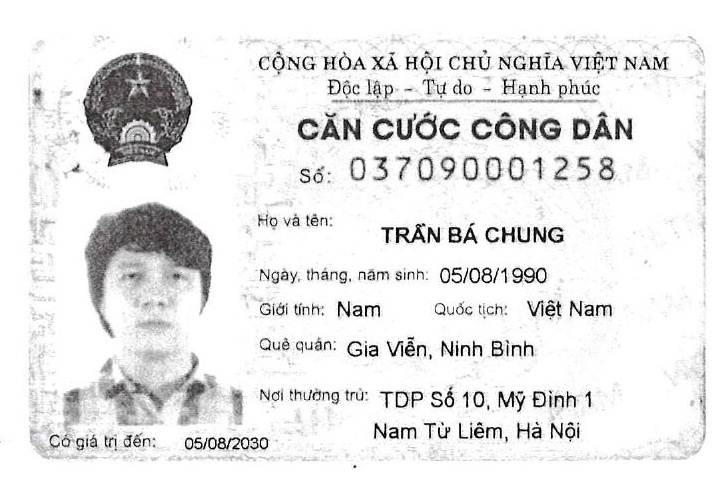 CỘNG HÒA XÃ HỘI CHỦ NGHĨA VIỆT NAM
Độc lập - Tự do - Hạnh phúc
CĂN CƯỚC CÔNG DÂN
Số: 037090001258
Họ và tên: TRẦN BÁ CHUNG
Ngày, tháng, năm sinh: 05/08/1990
Giới tính: Nam Quốc tịch: Việt Nam
Quê quán: Gia Viễn, Ninh Bình
Nơi thường trú: TDP Số 10, Mỹ Đình 1
Nam Từ Liêm, Hà Nội
Có giá trị đến: 05/08/2030